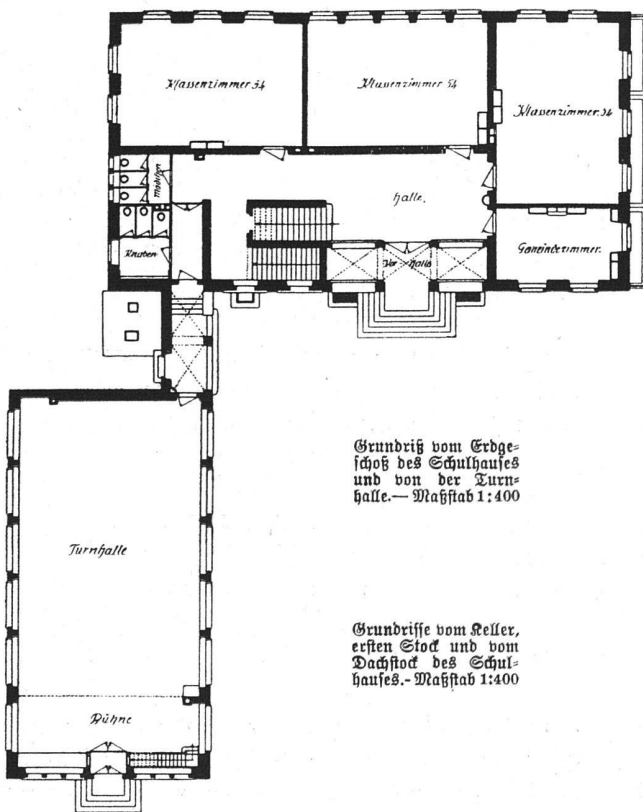 Klassenzimmer 34
Klassenzimmer 54
Klassenzimmer 34
Mädchen
Halle.
Knaben
Vorhalle
Gemeindezimmer.
Grundriß vom Erdge=
schoß des Schulhauses
und von der Turn=
halle.— Maßstab 1:400
Turnhalle
Grundrisse vom Keller,
ersten Stock und vom
Dachstock des Schul=
hauses.- Maßstab 1:400
Bühne